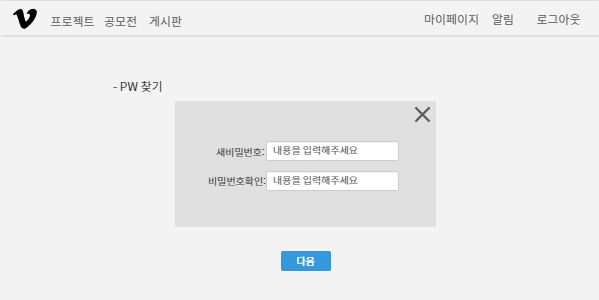 프로젝트 공모전 게시판 마이페이지 알림 로그아웃
- PW 찾기
새비밀번호: 내용을 입력해주세요
비밀번호확인: 내용을 입력해주세요
다음